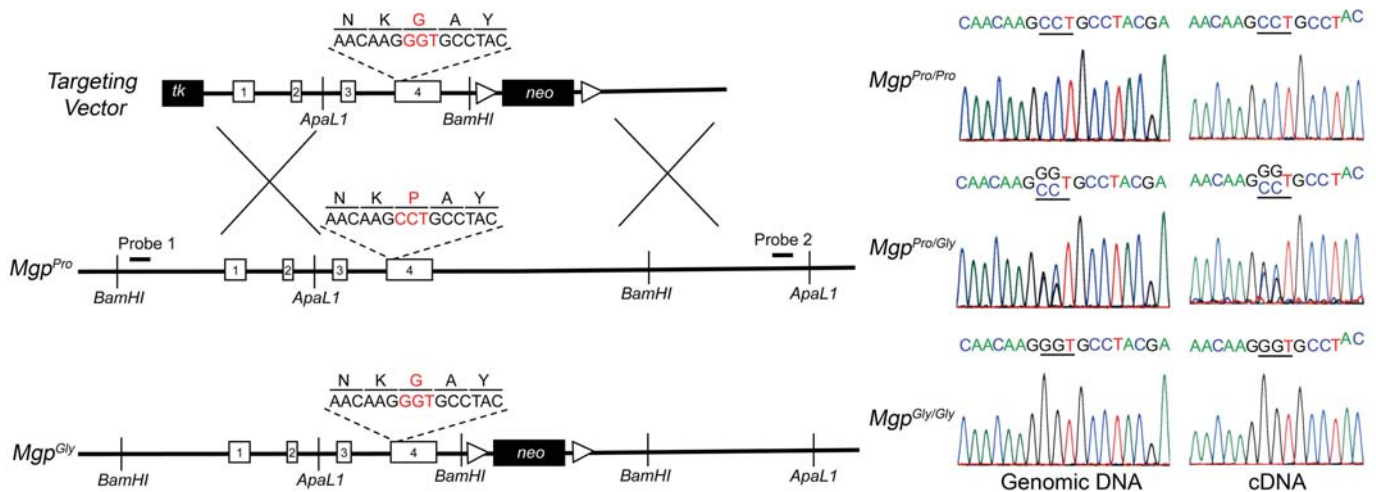 N K G A Y
AACAAGGGTGCCTAC
Targeting
Vector
tk 1 2 3 4 neo
ApaL1 BamHI
N K P A Y
AACAAGCCTGCCTAC
Probe 1 Probe 2
Mgp^Pro 1 2 3 4
BamHI ApaL1 BamHI ApaL1
N K G A Y
AACAAGGGTGCCTAC
Mgp^Gly 1 2 3 4 neo
BamHI ApaL1 BamHI BamHI ApaL1
CAACAAGCCTGCCTACGA AACAAGCCTGCCTAC
Mgp^Pro/Pro
GG GG
CAACAAGCCTGCCTACGA AACAAGCCTGCCTAC
Mgp^Pro/Gly
CAACAAGGGTGCCTACGA AACAAGGGTGCCTAC
Mgp^Gly/Gly
Genomic DNA cDNA